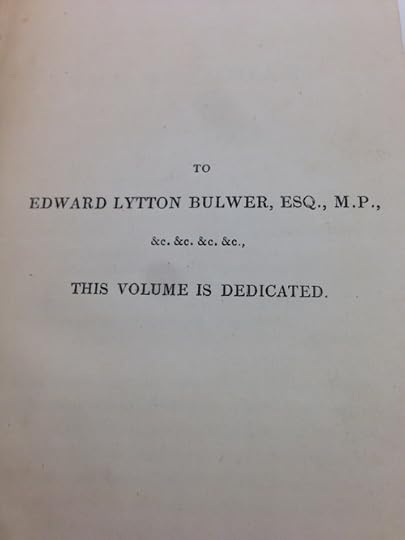 TO
EDWARD LYTTON BULWER, ESQ., M.P.,
&c. &c. &c. &c.,
THIS VOLUME IS DEDICATED.